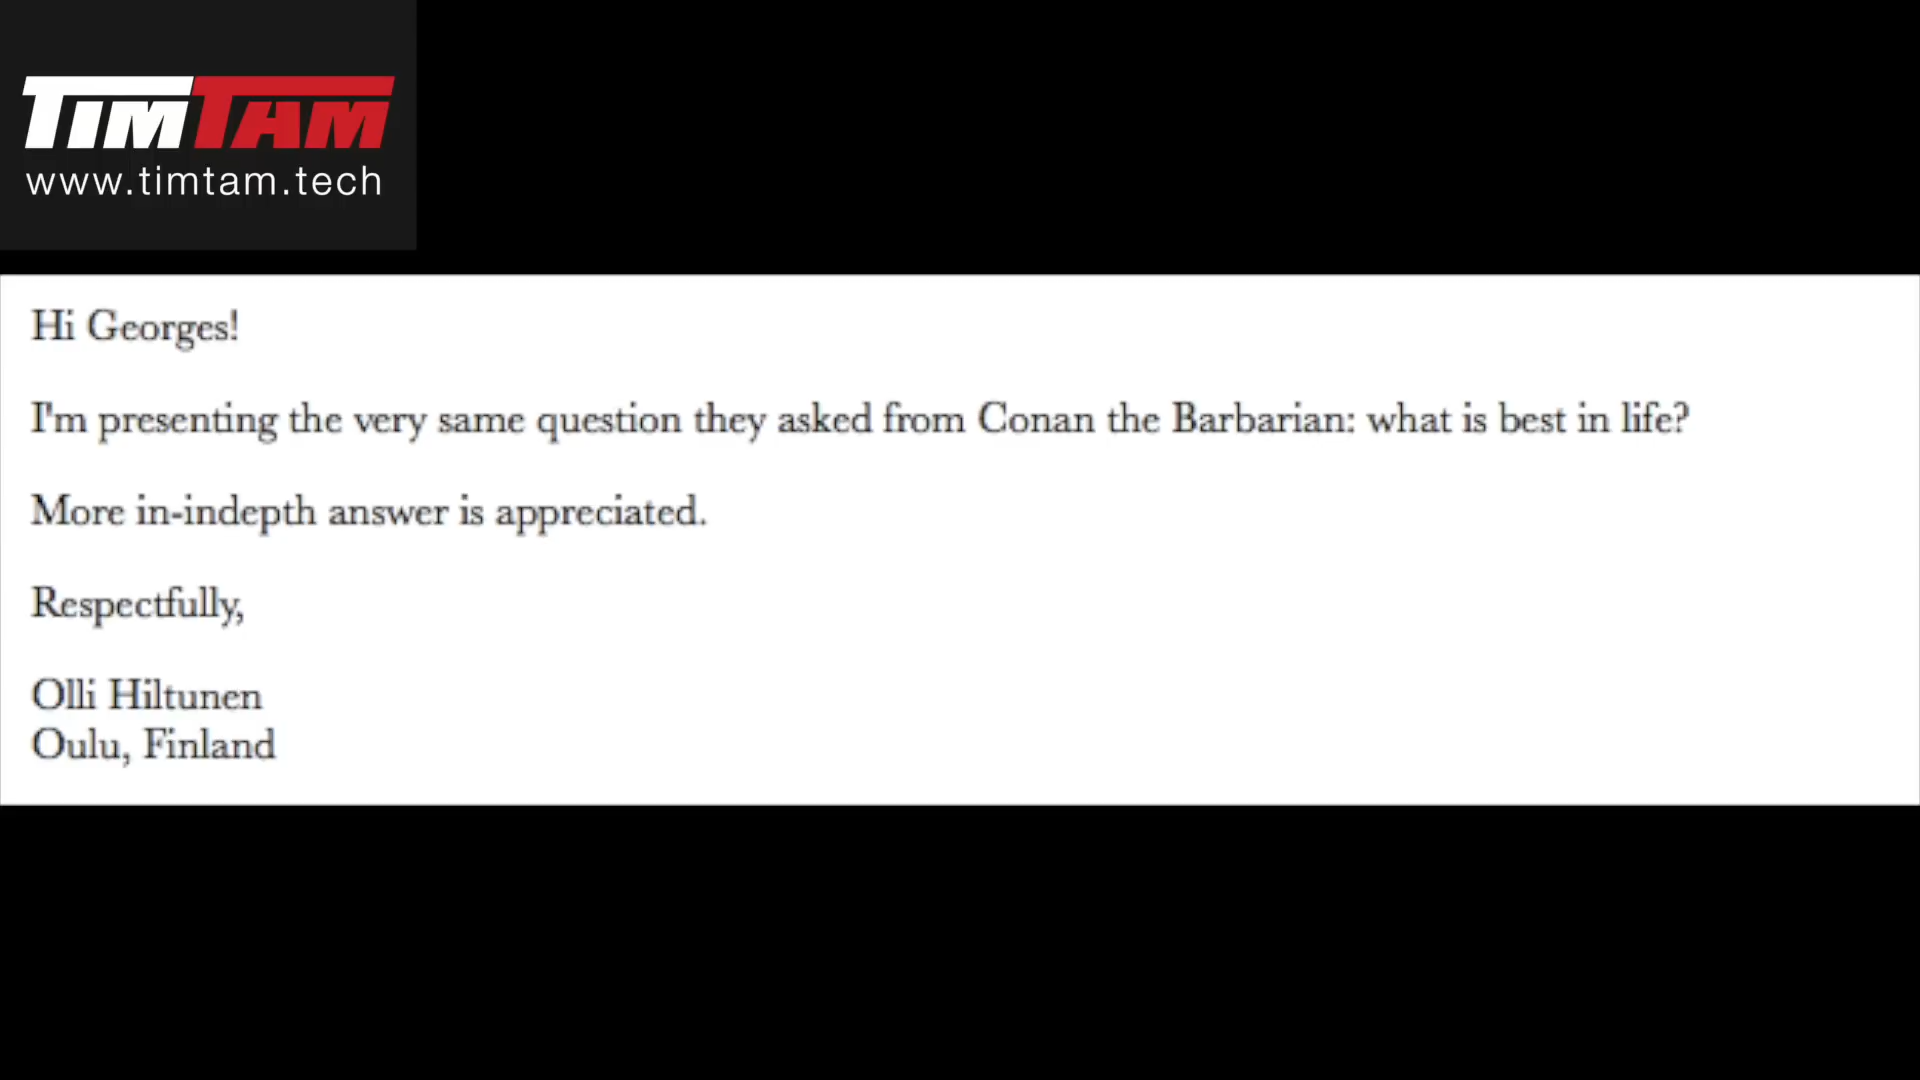 TIMTAM
www.timtam.tech
Hi Georges!
I'm presenting the very same question they asked from Conan the Barbarian: what is best in life?
More in-indepth answer is appreciated.
Respectfully,
Olli Hiltunen
Oulu, Finland